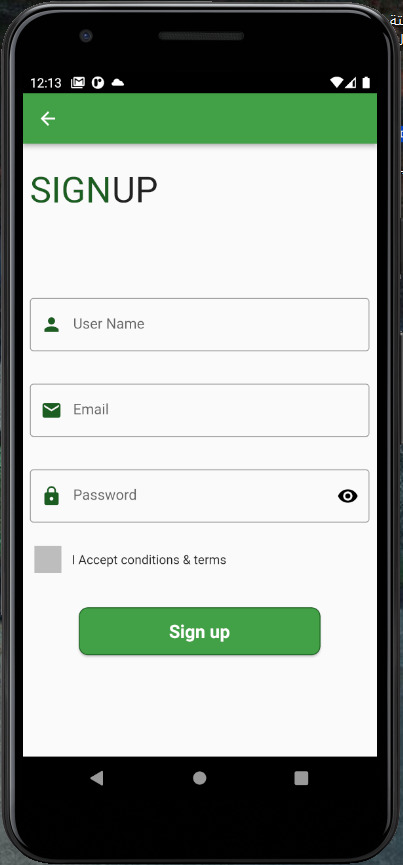 12:13
SIGNUP
User Name
Email
Password
I Accept conditions & terms
Sign up